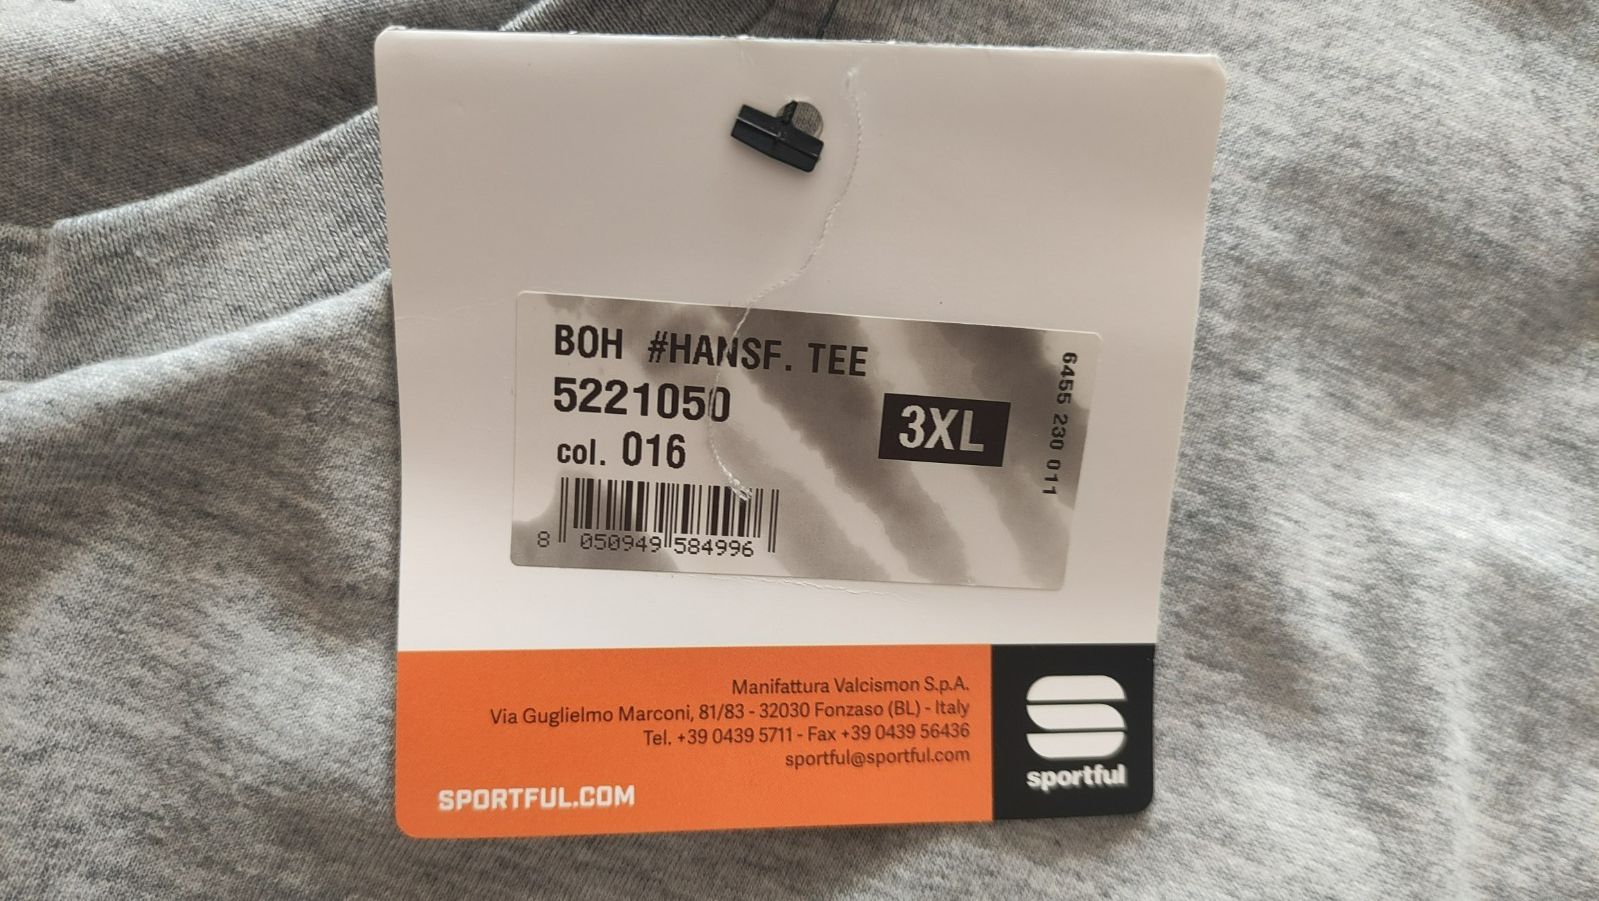 BOH #HANSF. TEE
5221050
col. 016
3XL
6455 230 011
8 050949 584996
Manifattura Valcismon S.p.A.
Via Guglielmo Marconi, 81/83 - 32030 Fonzaso (BL) - Italy
Tel. +39 0439 5711 - Fax +39 0439 56436
sportful@sportful.com
SPORTFUL.COM
sportful